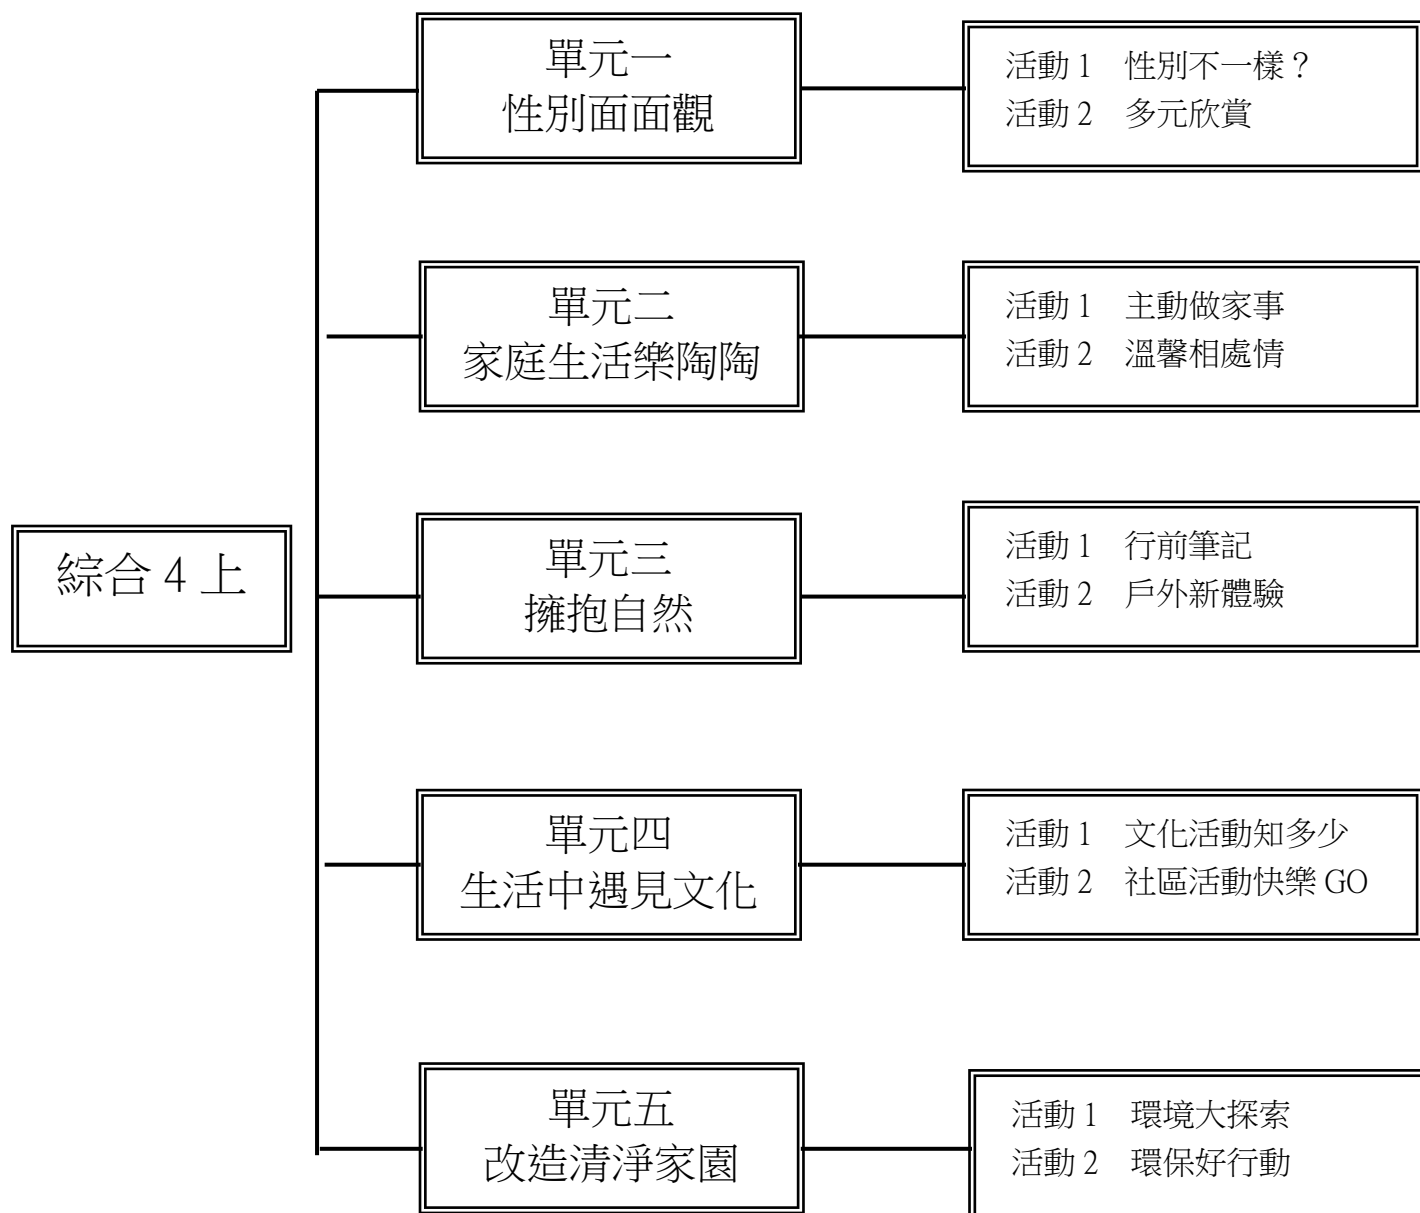 綜合 4 上
單元一
性別面面觀
活動 1　性別不一樣？
活動 2　多元欣賞
單元二
家庭生活樂陶陶
活動 1　主動做家事
活動 2　溫馨相處情
單元三
擁抱自然
活動 1　行前筆記
活動 2　戶外新體驗
單元四
生活中遇見文化
活動 1　文化活動知多少
活動 2　社區活動快樂 GO
單元五
改造清淨家園
活動 1　環境大探索
活動 2　環保好行動